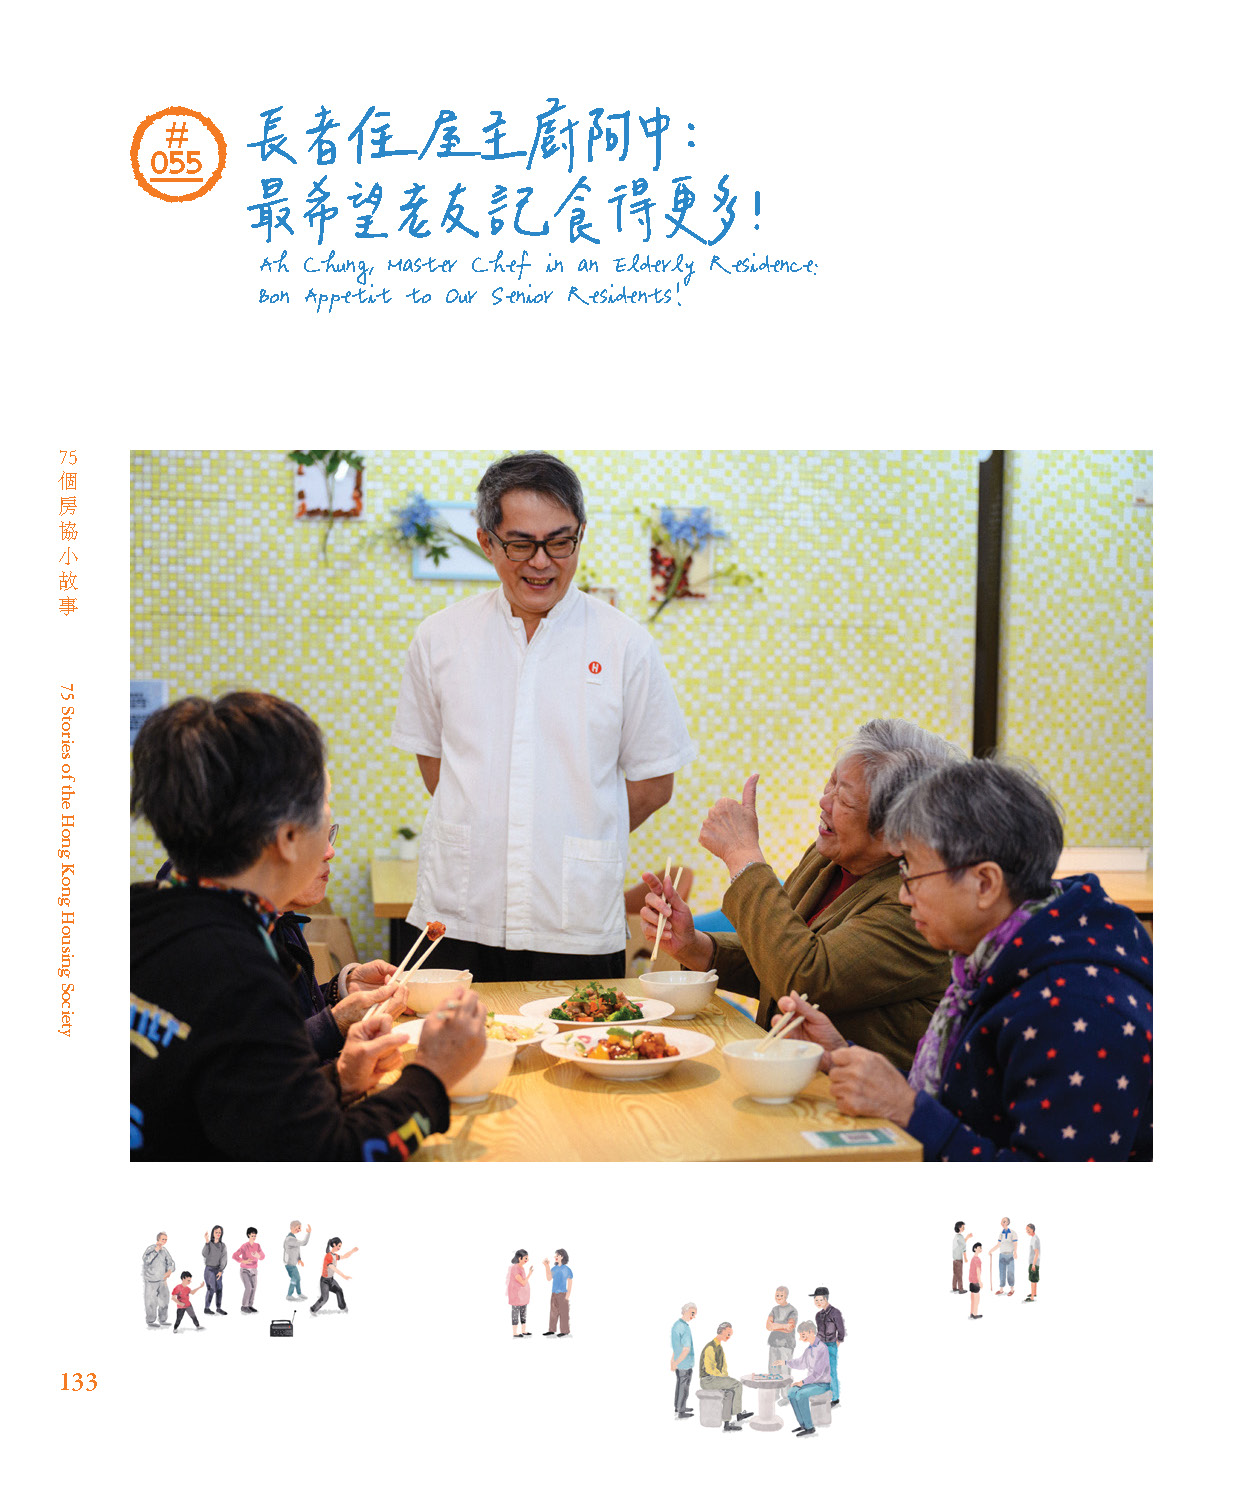 #
055
長者住屋主廚阿中：
最希望老友記食得更多！
Ah Chung, Master Chef in an Elderly Residence:
Bon Appetit to Our Senior Residents!
75個房協小故事
75 Stories of the Hong Kong Housing Society
133